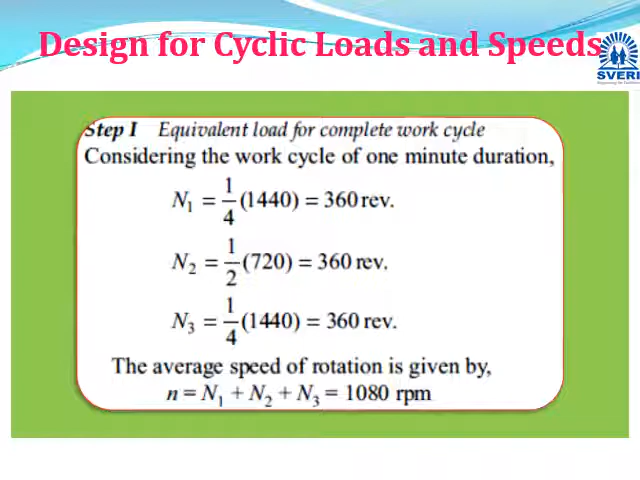 Design for Cyclic Loads and Speeds
SVERI
Step I Equivalent load for complete work cycle
Considering the work cycle of one minute duration,
N₁ = 1/4 (1440) = 360 rev.
N₂ = 1/2 (720) = 360 rev.
N₃ = 1/4 (1440) = 360 rev.
The average speed of rotation is given by,
n = N₁ + N₂ + N₃ = 1080 rpm